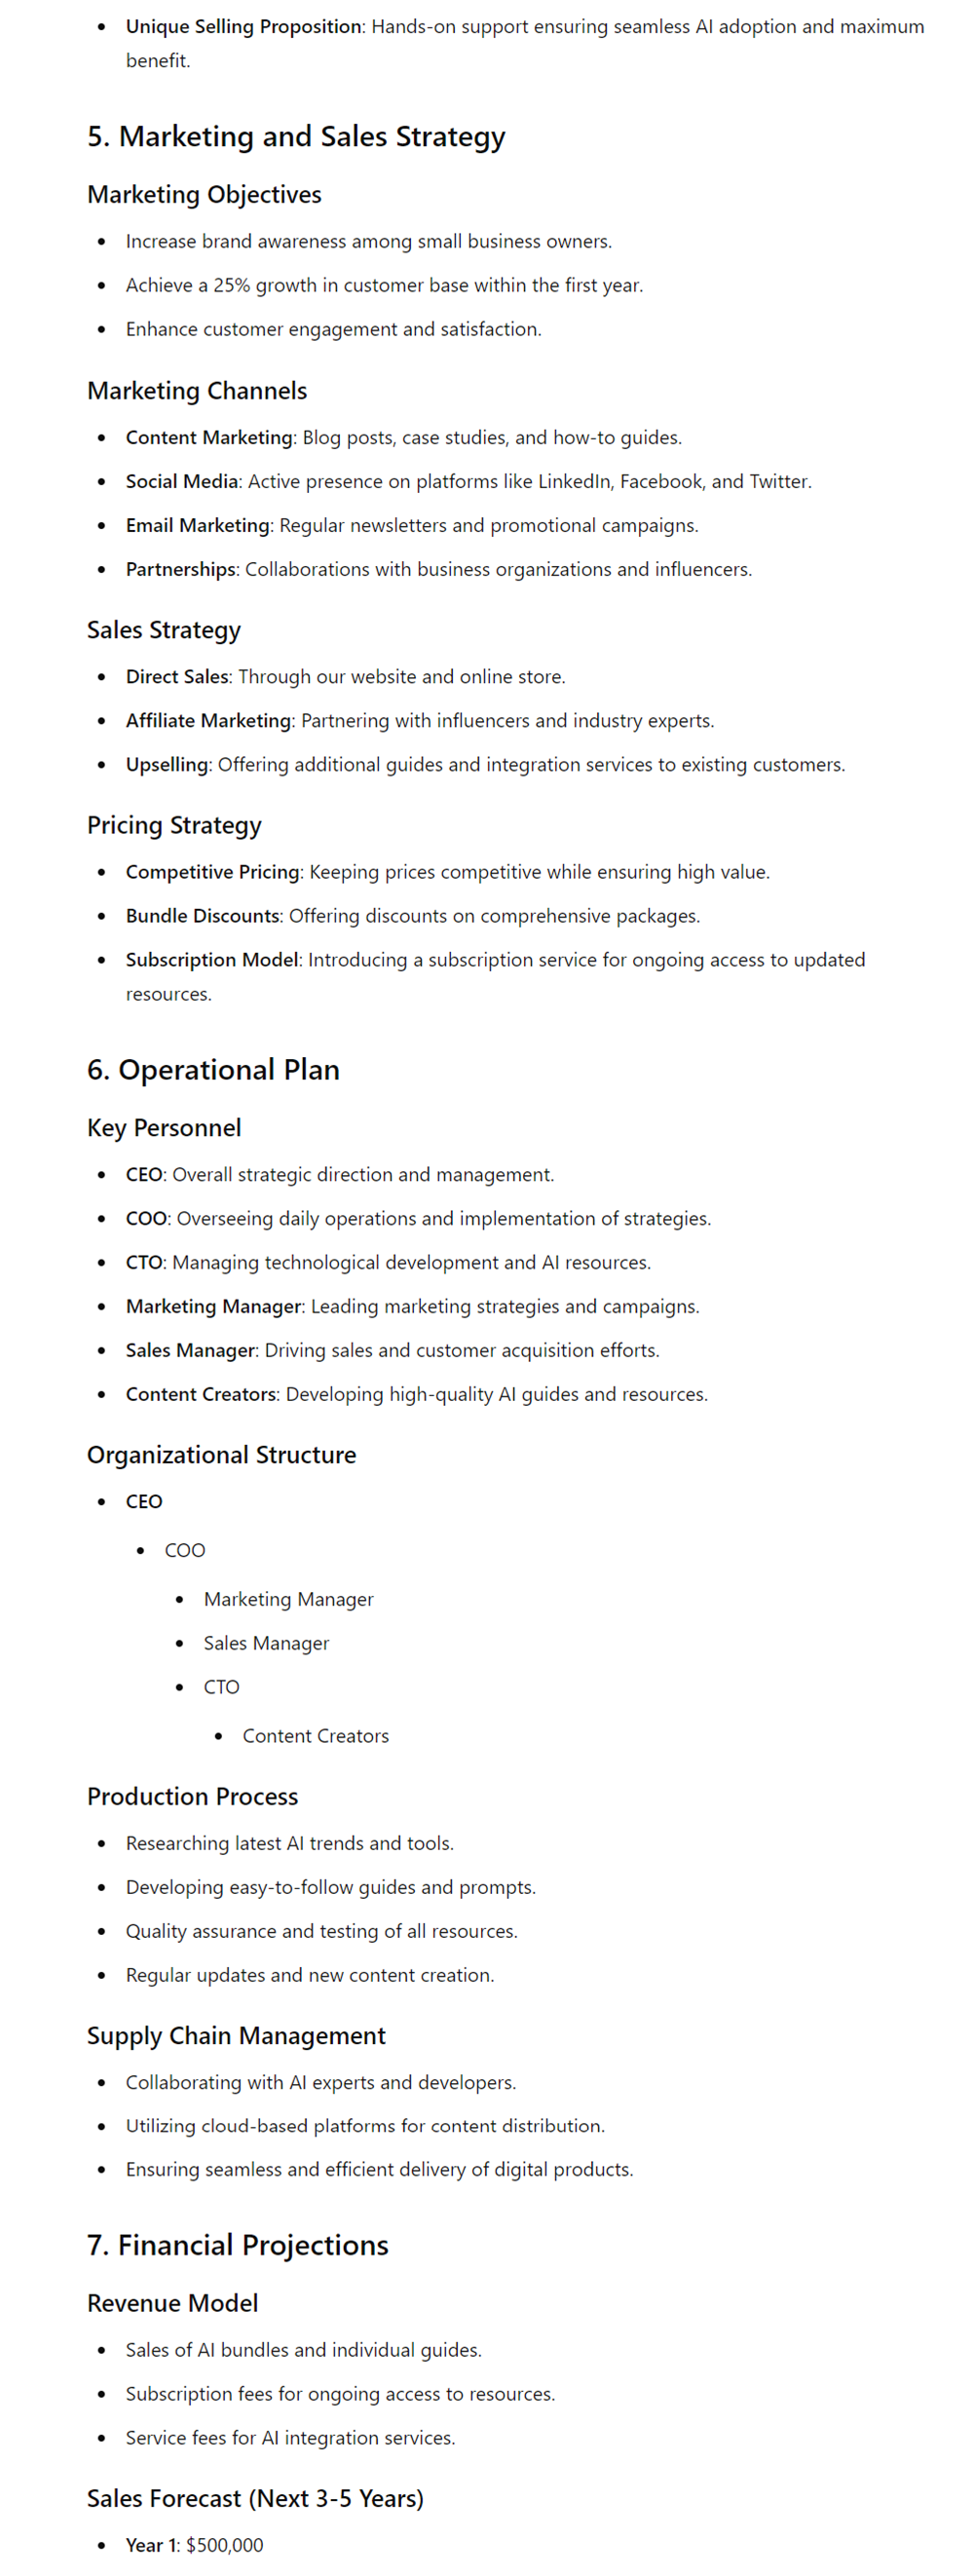 Unique Selling Proposition: Hands-on support ensuring seamless AI adoption and maximum
benefit.
5. Marketing and Sales Strategy
Marketing Objectives
Increase brand awareness among small business owners.
Achieve a 25% growth in customer base within the first year.
Enhance customer engagement and satisfaction.
Marketing Channels
Content Marketing: Blog posts, case studies, and how-to guides.
Social Media: Active presence on platforms like LinkedIn, Facebook, and Twitter.
Email Marketing: Regular newsletters and promotional campaigns.
Partnerships: Collaborations with business organizations and influencers.
Sales Strategy
Direct Sales: Through our website and online store.
Affiliate Marketing: Partnering with influencers and industry experts.
Upselling: Offering additional guides and integration services to existing customers.
Pricing Strategy
Competitive Pricing: Keeping prices competitive while ensuring high value.
Bundle Discounts: Offering discounts on comprehensive packages.
Subscription Model: Introducing a subscription service for ongoing access to updated
resources.
6. Operational Plan
Key Personnel
CEO: Overall strategic direction and management.
COO: Overseeing daily operations and implementation of strategies.
CTO: Managing technological development and AI resources.
Marketing Manager: Leading marketing strategies and campaigns.
Sales Manager: Driving sales and customer acquisition efforts.
Content Creators: Developing high-quality AI guides and resources.
Organizational Structure
CEO
COO
Marketing Manager
Sales Manager
CTO
Content Creators
Production Process
Researching latest AI trends and tools.
Developing easy-to-follow guides and prompts.
Quality assurance and testing of all resources.
Regular updates and new content creation.
Supply Chain Management
Collaborating with AI experts and developers.
Utilizing cloud-based platforms for content distribution.
Ensuring seamless and efficient delivery of digital products.
7. Financial Projections
Revenue Model
Sales of AI bundles and individual guides.
Subscription fees for ongoing access to resources.
Service fees for AI integration services.
Sales Forecast (Next 3-5 Years)
Year 1: $500,000